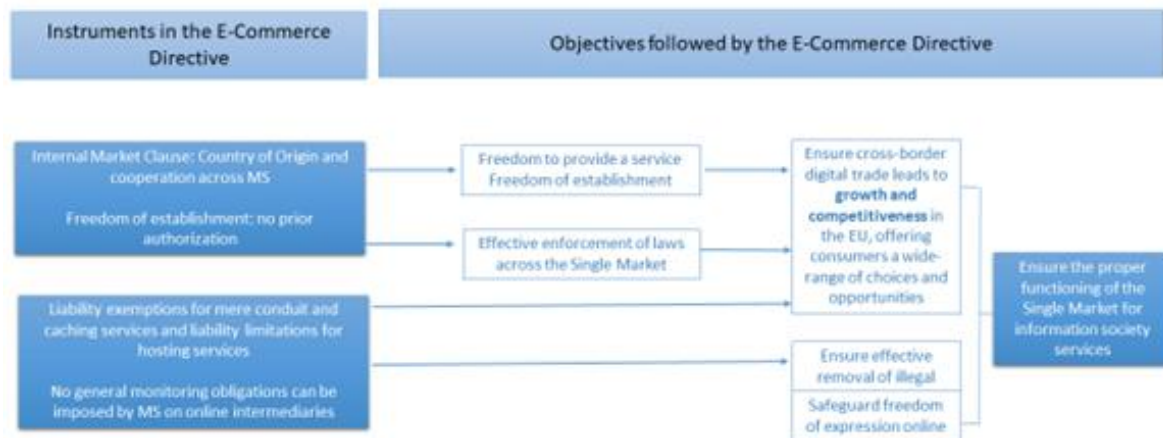 Instruments in the E-Commerce
Directive
Objectives followed by the E-Commerce Directive
Internal Market Clause: Country of Origin and
cooperation across MS
Freedom of establishment: no prior
authorization
Freedom to provide a service
Freedom of establishment
Effective enforcement of laws
across the Single Market
Ensure cross-border
digital trade leads to
growth and
competitiveness in
the EU, offering
consumers a wide-
range of choices and
opportunities
Liability exemptions for mere conduit and
caching services and liability limitations for
hosting services
No general monitoring obligations can be
imposed by MS on online intermediaries
Ensure effective
removal of illegal
Safeguard freedom
of expression online
Ensure the proper
functioning of the
Single Market for
information society
services